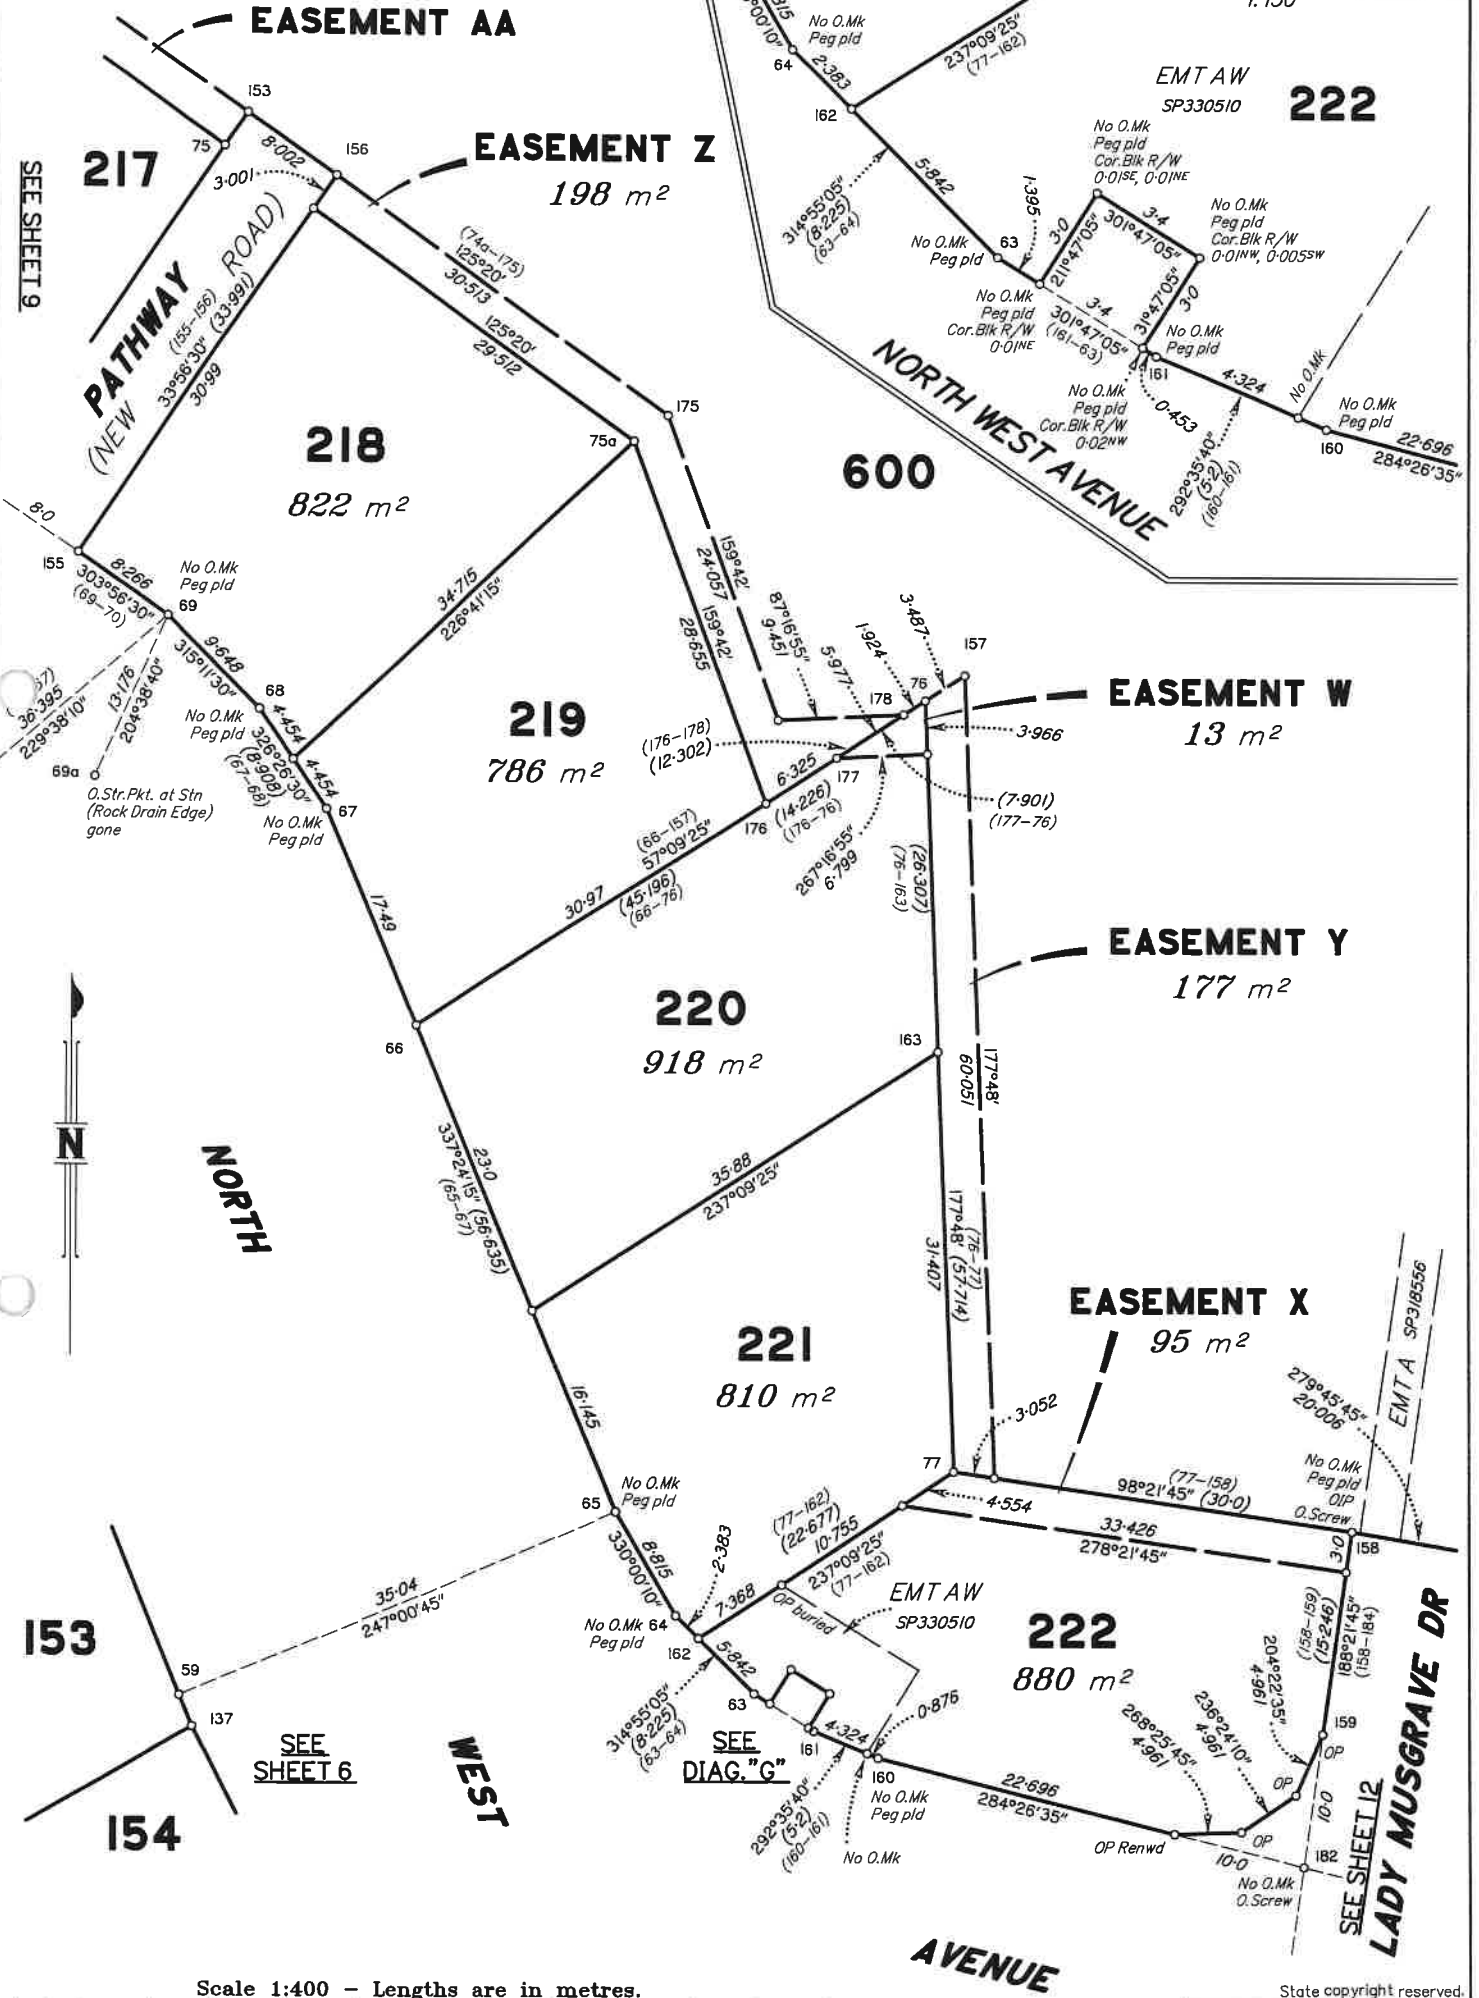 EASEMENT AA
153
75
217
8·002
3·001
156
EASEMENT Z
198 m²
SEE SHEET 9
PATHWAY
(NEW ROAD)
(155-156)
33°56'30" (33·991)
30·99
(74a-175)
125°20'
30·513
125°20'
29·512
175
75a
218
822 m²
8·0
155
8·266
303°56'30"
(69-70)
No O.Mk
Peg pld
69
9·648
315°11'30"
34·715
226°41'15"
36·395
229°38'10"
13·176
204°38'40"
69a
O.Str.Pkt. at Stn
(Rock Drain Edge)
gone
68
No O.Mk
Peg pld
4·454
326°26'30"
(8·908)
(67-68)
4·454
67
No O.Mk
Peg pld
159°42'
24·057
159°42'
28·655
219
786 m²
87°16'55"
9·451
5·977
1·924
3·487
157
76
178
EASEMENT W
13 m²
3·966
(176-178)
(12·302)
6·325
177
(7·901)
(177-76)
(14·226)
(176-76)
176
267°16'55"
6·799
(26·307)
(76-163)
(66-157)
57°09'25"
30·97
(45·196)
(66-76)
17·49
66
220
918 m²
EASEMENT Y
177 m²
163
177°48'
60·051
N
NORTH
23·0
337°24'15" (56·635)
(65-67)
35·88
237°09'25"
31·407
177°48' (57·714)
(76-77)
221
810 m²
16·145
EASEMENT X
95 m²
EMT A SP318556
279°45'45"
20·006
3·052
77
(77-158)
98°21'45" (30·0)
No O.Mk
Peg pld
OIP
O.Screw
158
4·554
33·426
278°21'45"
3·0
65
No O.Mk
Peg pld
8·815
330°00'10"
2·383
(77-162)
(22·677)
10·755
237°09'25"
(77-162)
7·368
OP buried
EMT AW
SP330510
No O.Mk
Peg pld
64
162
5·842
314°55'05"
(8·225)
(63-64)
63
SEE
DIAG."G"
161
4·324
0·876
292°35'40"
(5·2)
(160-161)
160
No O.Mk
Peg pld
No O.Mk
222
880 m²
(158-159)
(15·246)
188°21'45"
(158-184)
204°22'35"
4·961
236°24'10"
4·961
268°25'45"
4·961
159
OP
OP
OP
OP Renwd
22·696
284°26'35"
10·0
10·0
182
No O.Mk
O.Screw
SEE SHEET 12
LADY MUSGRAVE DR
35·04
247°00'45"
153
59
137
154
SEE
SHEET 6
WEST
AVENUE
No O.Mk
Peg pld
64
2·383
162
237°09'25"
(77-162)
EMT AW
SP330510
222
5·842
314°55'05"
(8·225)
(63-64)
1·395
No O.Mk
Peg pld
63
No O.Mk
Peg pld
Cor.Blk R/W
0·01SE, 0·01NE
3·0
211°47'05"
3·4
301°47'05"
No O.Mk
Peg pld
Cor.Blk R/W
0·01NW, 0·005SW
31°47'05"
3·0
No O.Mk
Peg pld
Cor.Blk R/W
0·01NE
3·4
301°47'05"
(161-63)
No O.Mk
Peg pld
161
No O.Mk
Peg pld
Cor.Blk R/W
0·02NW
0·453
4·324
292°35'40"
(5·2)
(160-161)
No O.Mk
No O.Mk
Peg pld
160
22·696
284°26'35"
NORTH WEST AVENUE
600
Scale 1:400 – Lengths are in metres.
State copyright reserved.